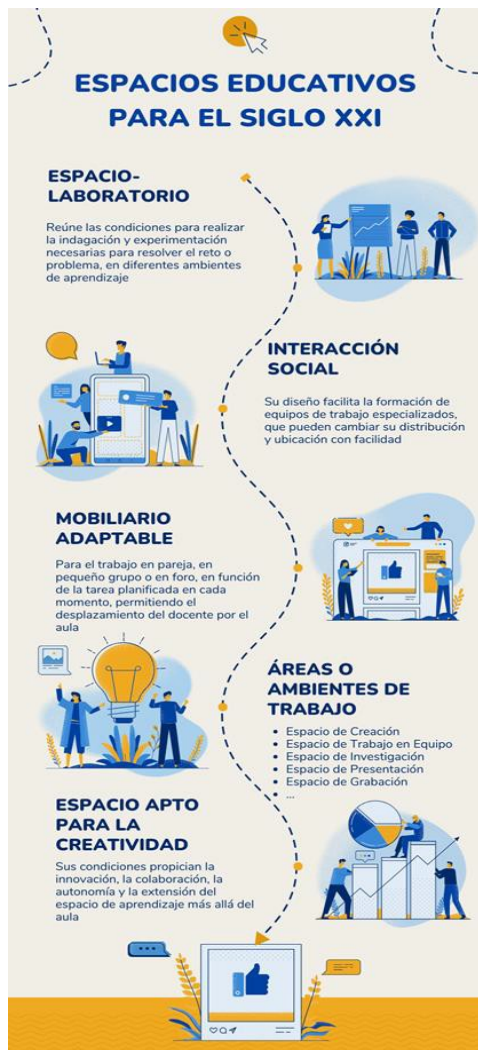 ESPACIOS EDUCATIVOS
PARA EL SIGLO XXI
ESPACIO-
LABORATORIO
Reúne las condiciones para realizar
la indagación y experimentación
necesarias para resolver el reto o
problema, en diferentes ambientes
de aprendizaje
INTERACCIÓN
SOCIAL
Su diseño facilita la formación de
equipos de trabajo especializados,
que pueden cambiar su distribución
y ubicación con facilidad
MOBILIARIO
ADAPTABLE
Para el trabajo en pareja, en
pequeño grupo o en foro, en función
de la tarea planificada en cada
momento, permitiendo el
desplazamiento del docente por el
aula
ÁREAS O
AMBIENTES DE
TRABAJO
• Espacio de Creación
• Espacio de Trabajo en Equipo
• Espacio de Investigación
• Espacio de Presentación
• Espacio de Grabación
• ...
ESPACIO APTO
PARA LA
CREATIVIDAD
Sus condiciones propician la
innovación, la colaboración, la
autonomía y la extensión del
espacio de aprendizaje más allá del
aula